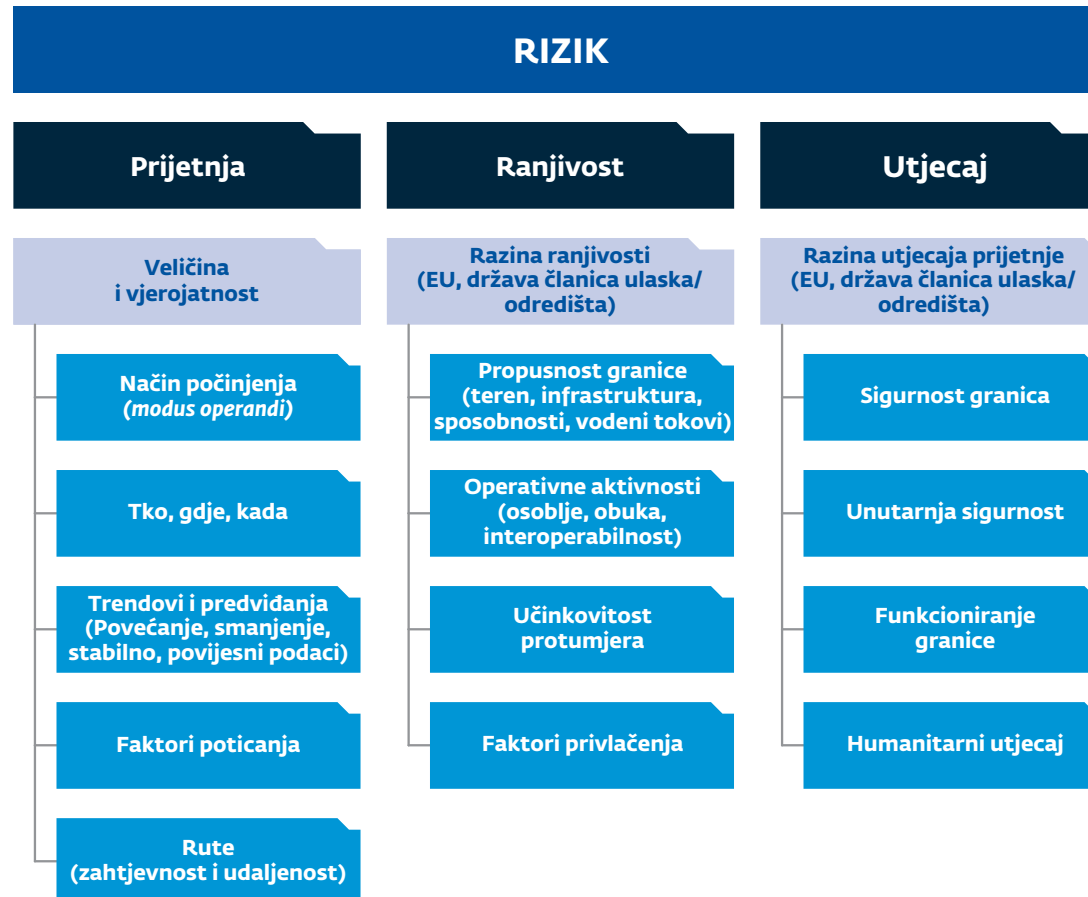 RIZIK
Prijetnja
Veličina
i vjerojatnost
Način počinjenja
(modus operandi)
Tko, gdje, kada
Trendovi i predviđanja
(Povećanje, smanjenje,
stabilno, povijesni podaci)
Faktori poticanja
Rute
(zahtjevnost i udaljenost)
Ranjivost
Razina ranjivosti
(EU, država članica ulaska/
odredišta)
Propusnost granice
(teren, infrastruktura,
sposobnosti, vodeni tokovi)
Operativne aktivnosti
(osoblje, obuka,
interoperabilnost)
Učinkovitost
protumjera
Faktori privlačenja
Utjecaj
Razina utjecaja prijetnje
(EU, država članica ulaska/
odredišta)
Sigurnost granica
Unutarnja sigurnost
Funkcioniranje
granice
Humanitarni utjecaj